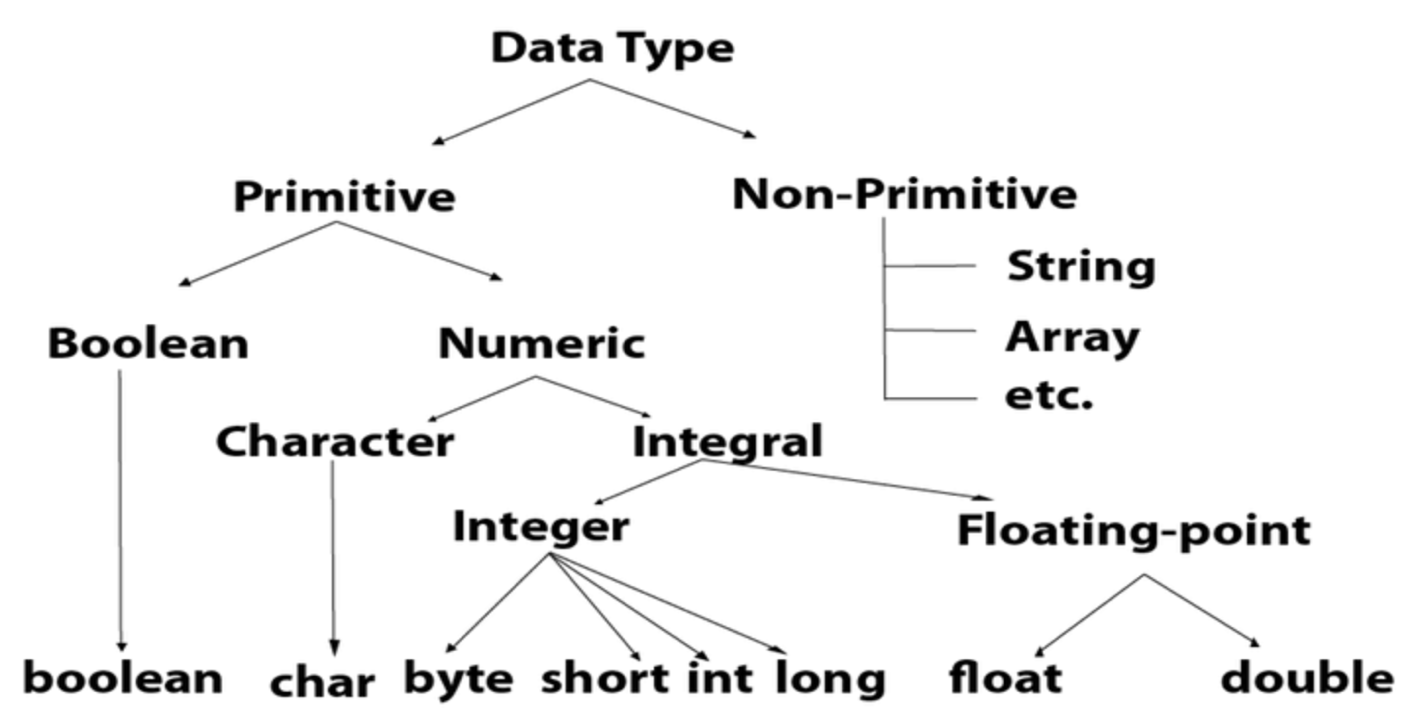 Data Type
Primitive
Non-Primitive
String
Array
etc.
Boolean
Numeric
Character
Integral
Integer
Floating-point
boolean
char
byte
short
int
long
float
double